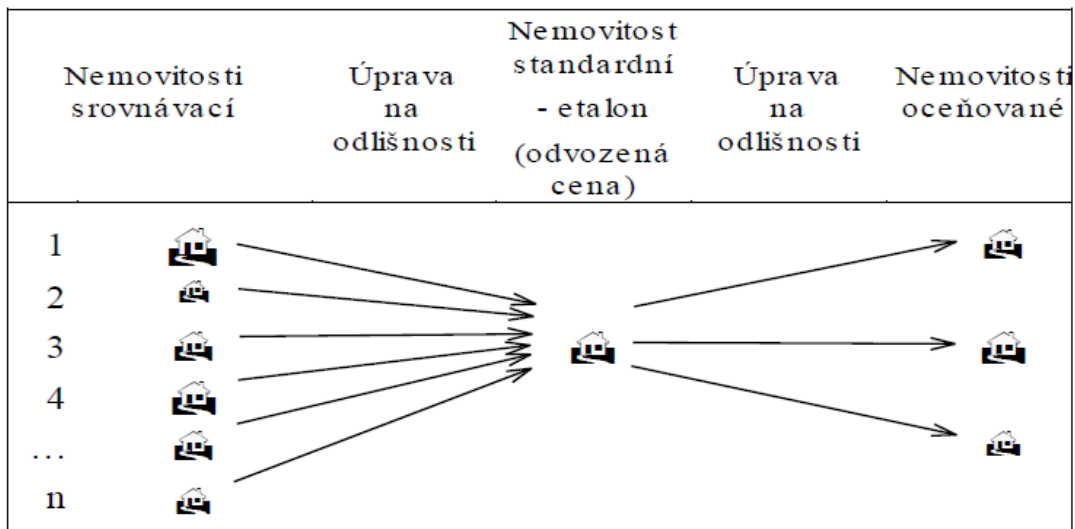 Nemovitosti
srovnávací
Úprava
na
odlišnosti
Nemovitost
standardní
- etalon
(odvozená
cena)
Úprava
na
odlišnosti
Nemovitosti
oceňované
1
2
3
4
...
n